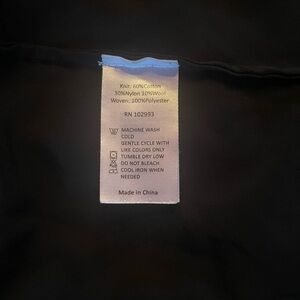 Knit: 60%Cotton
30%Nylon 10%Wool
Woven: 100%Polyester
RN 102993
MACHINE WASH
COLD
GENTLE CYCLE WITH
LIKE COLORS ONLY
TUMBLE DRY LOW
DO NOT BLEACH
COOL IRON WHEN
NEEDED
Made in China